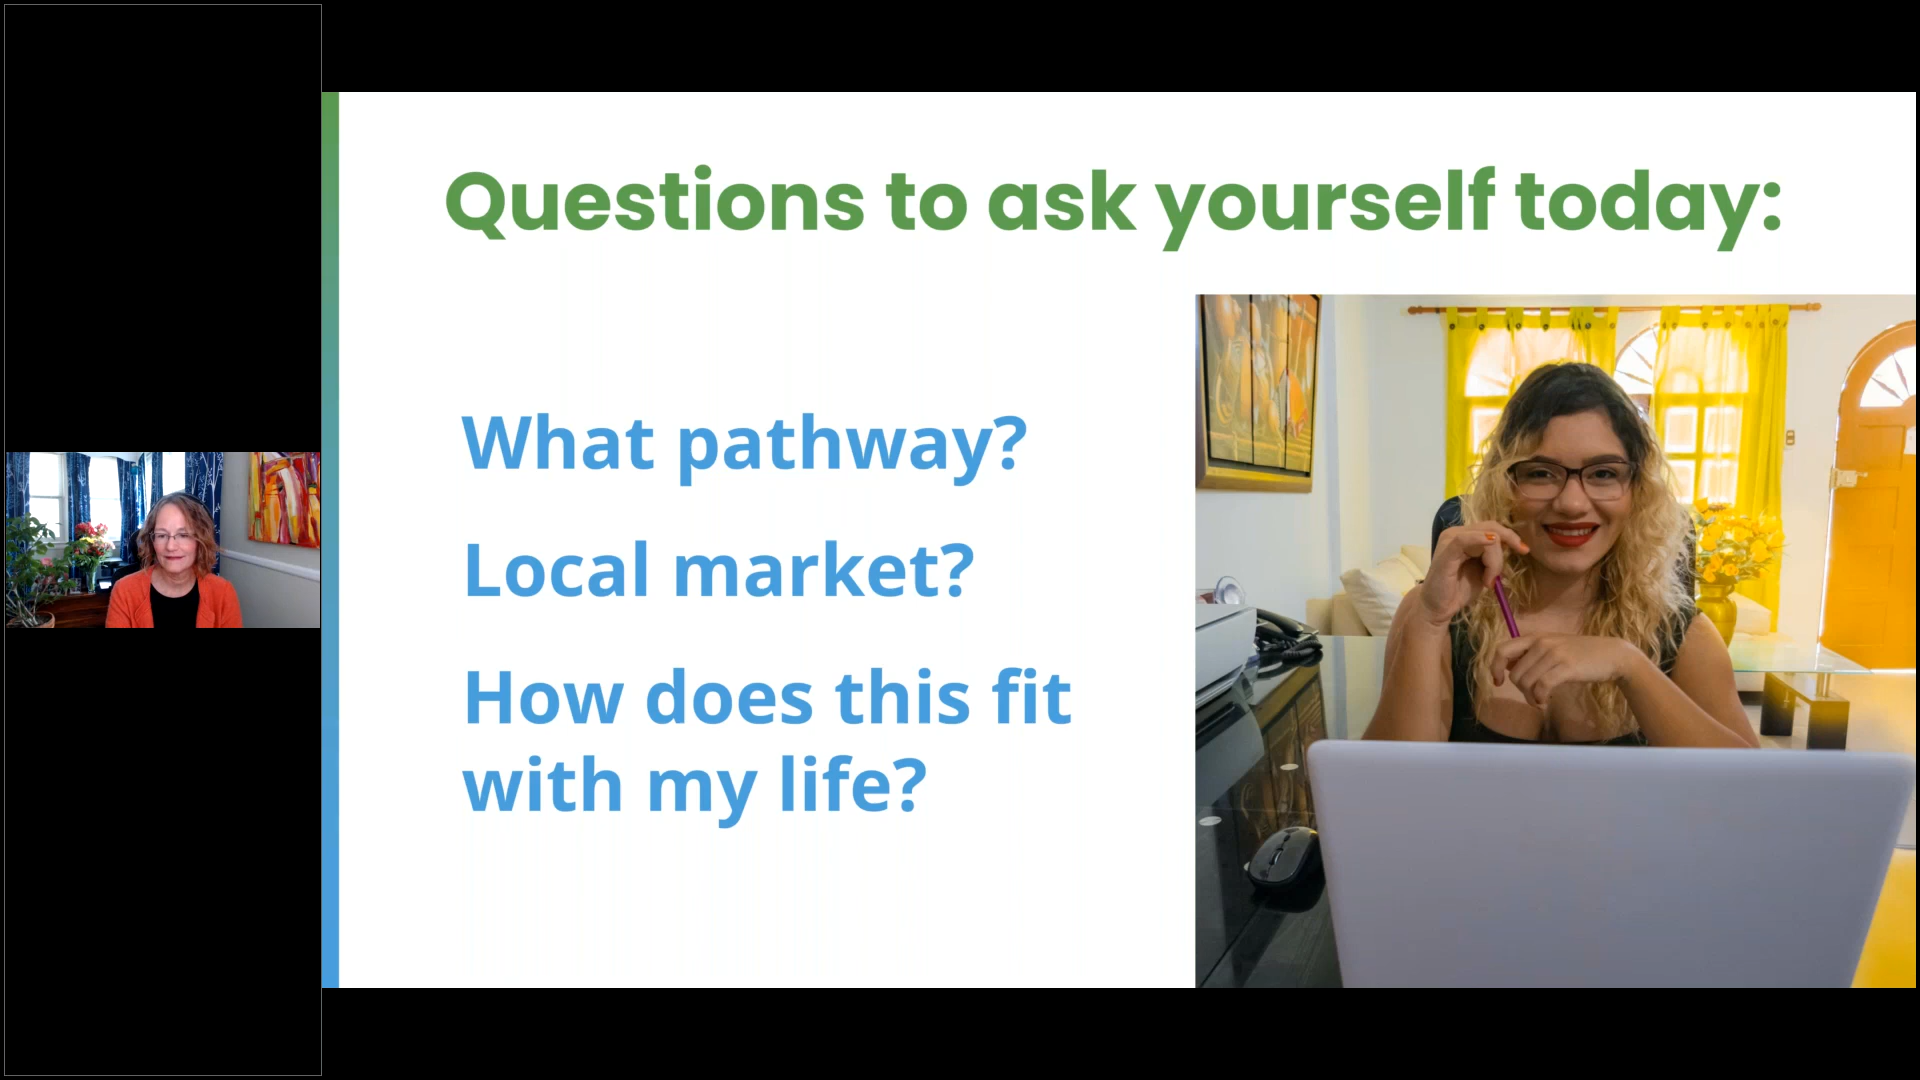 Questions to ask yourself today:
What pathway?
Local market?
How does this fit
with my life?